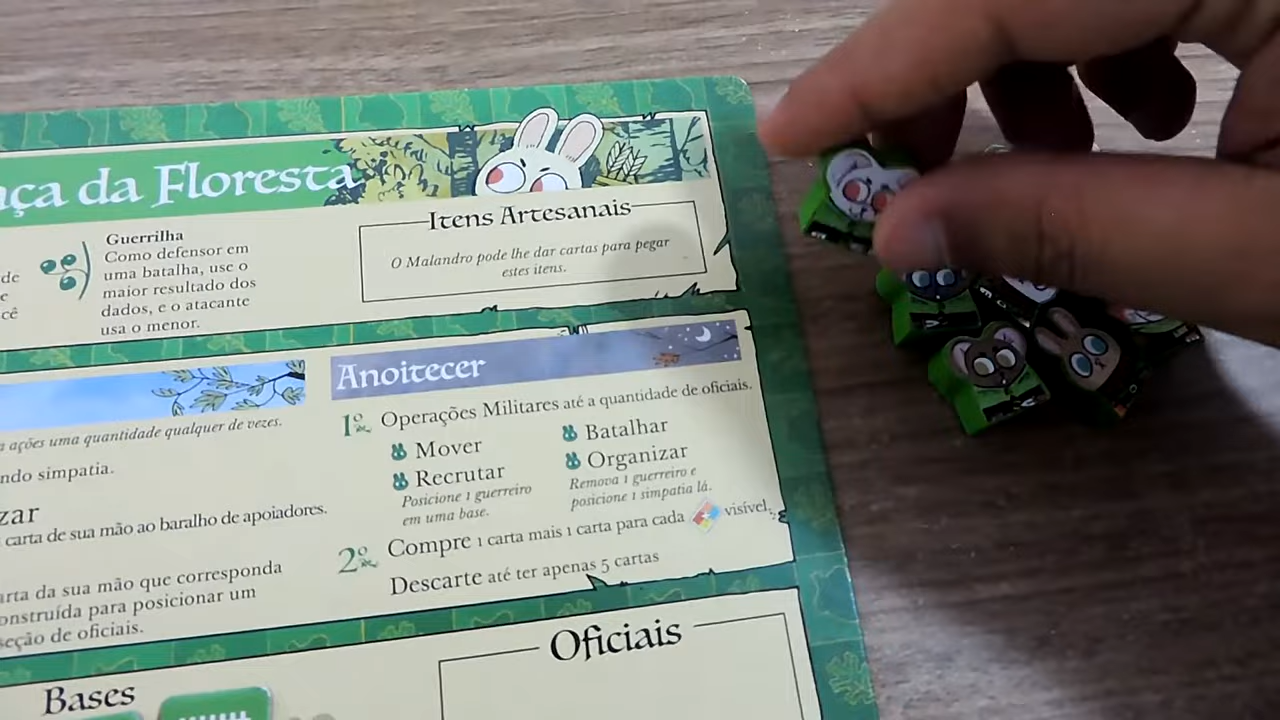 aça da Floresta
Guerrilha
Como defensor em
uma batalha, use o
maior resultado dos
dados, e o atacante
usa o menor.
de
e
cê
Itens Artesanais
O Malandro pode lhe dar cartas para pegar
estes itens.
a ações uma quantidade qualquer de vezes.
ndo simpatia.
zar
carta de sua mão ao baralho de apoiadores.
arta da sua mão que corresponda
onstruída para posicionar um
seção de oficiais.
Anoitecer
1º Operações Militares até a quantidade de oficiais.
Mover
Recrutar
Posicione 1 guerreiro
em uma base.
Batalhar
Organizar
Remova 1 guerreiro e
posicione 1 simpatia lá.
2º Compre 1 carta mais 1 carta para cada visível.
Descarte até ter apenas 5 cartas
Bases
Oficiais